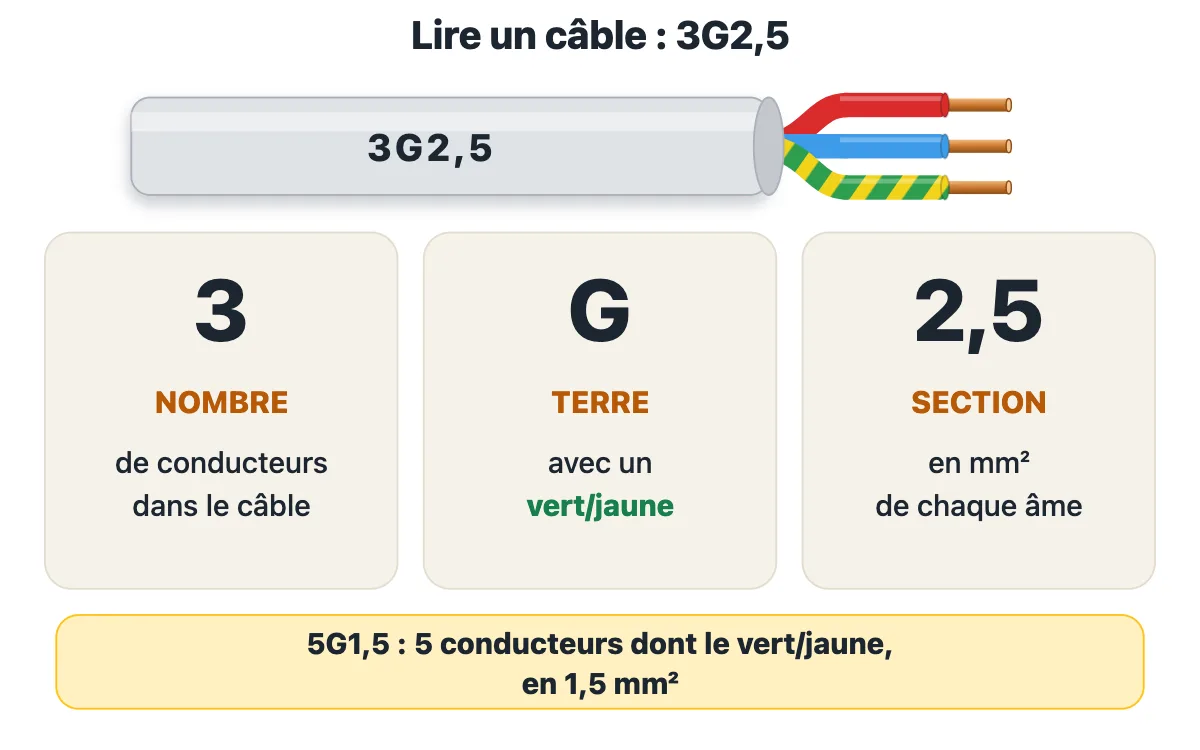 Lire un câble : 3G2,5
3G2,5
3
NOMBRE
de conducteurs
dans le câble
G
TERRE
avec un
vert/jaune
2,5
SECTION
en mm²
de chaque âme
5G1,5 : 5 conducteurs dont le vert/jaune,
en 1,5 mm²